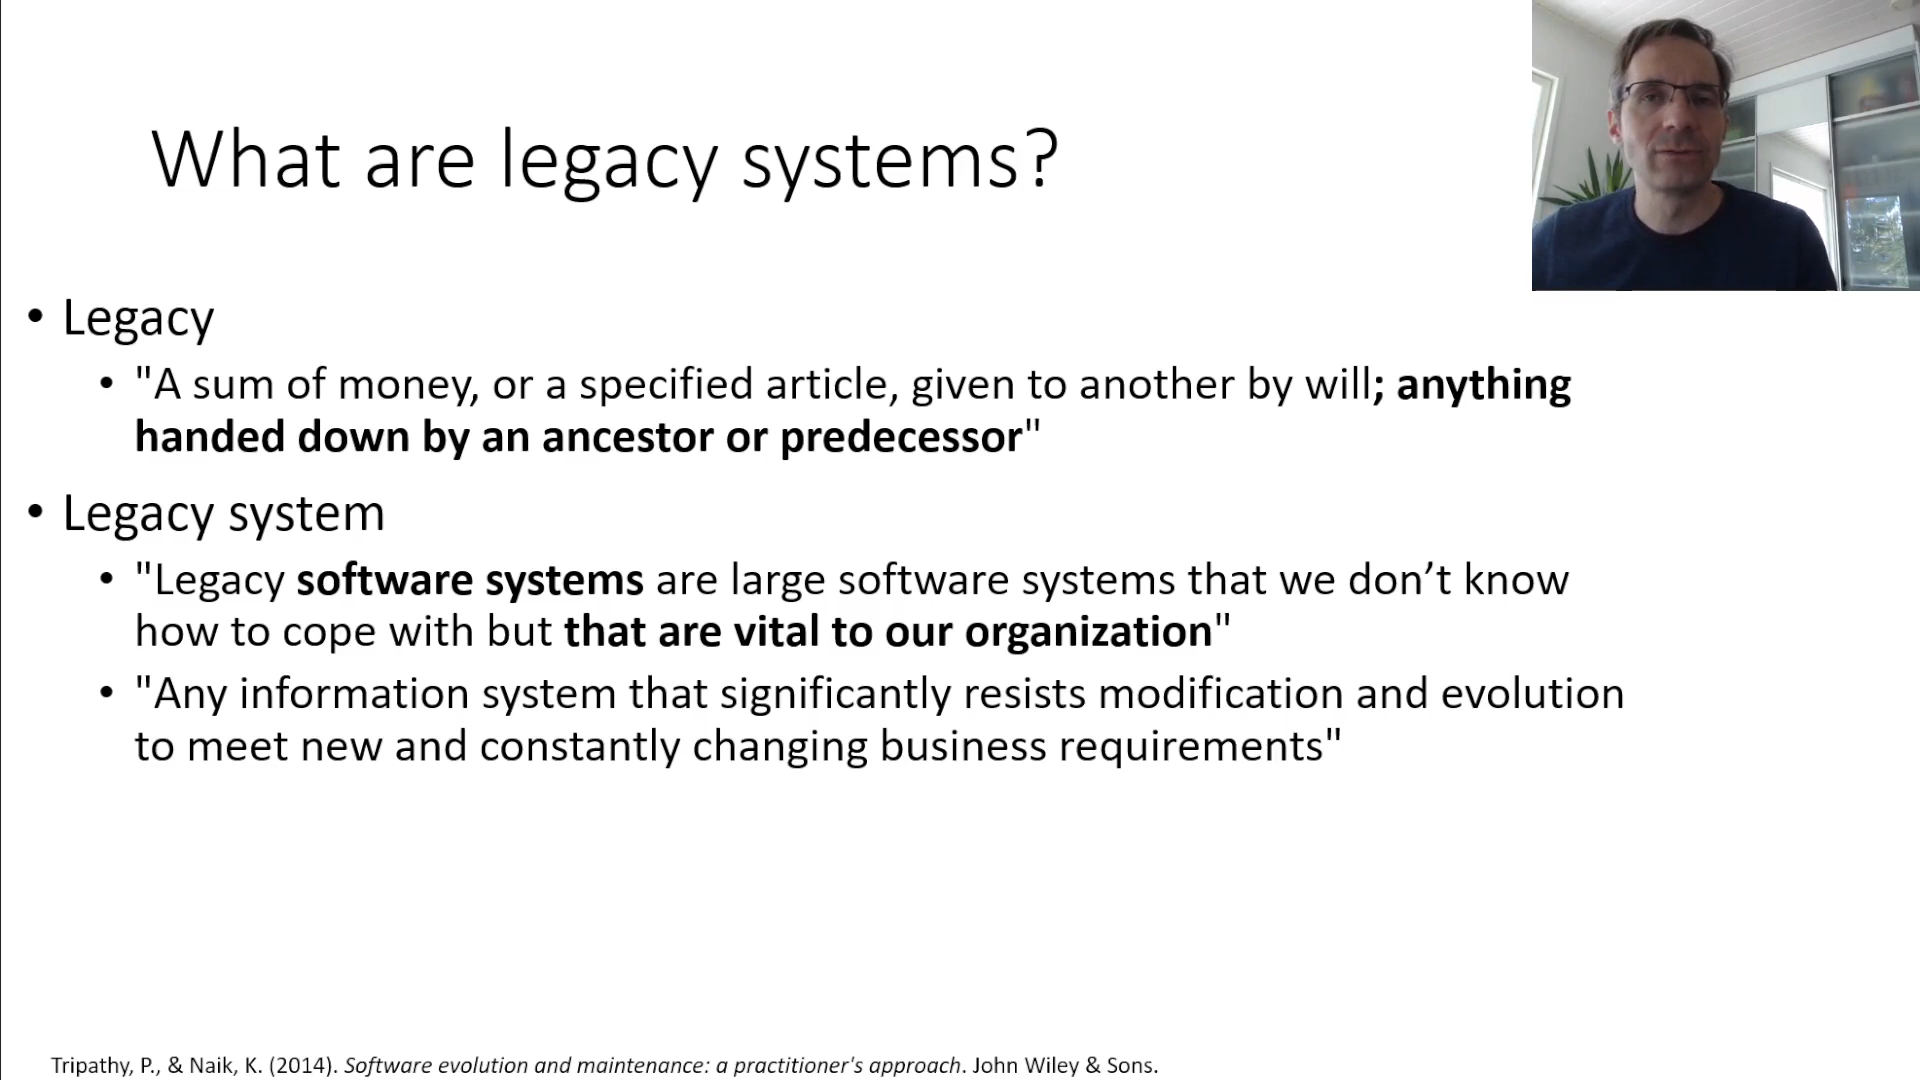 What are legacy systems?
• Legacy
• "A sum of money, or a specified article, given to another by will; anything
handed down by an ancestor or predecessor"
• Legacy system
• "Legacy software systems are large software systems that we don’t know
how to cope with but that are vital to our organization"
• "Any information system that significantly resists modification and evolution
to meet new and constantly changing business requirements"
Tripathy, P., & Naik, K. (2014). Software evolution and maintenance: a practitioner's approach. John Wiley & Sons.